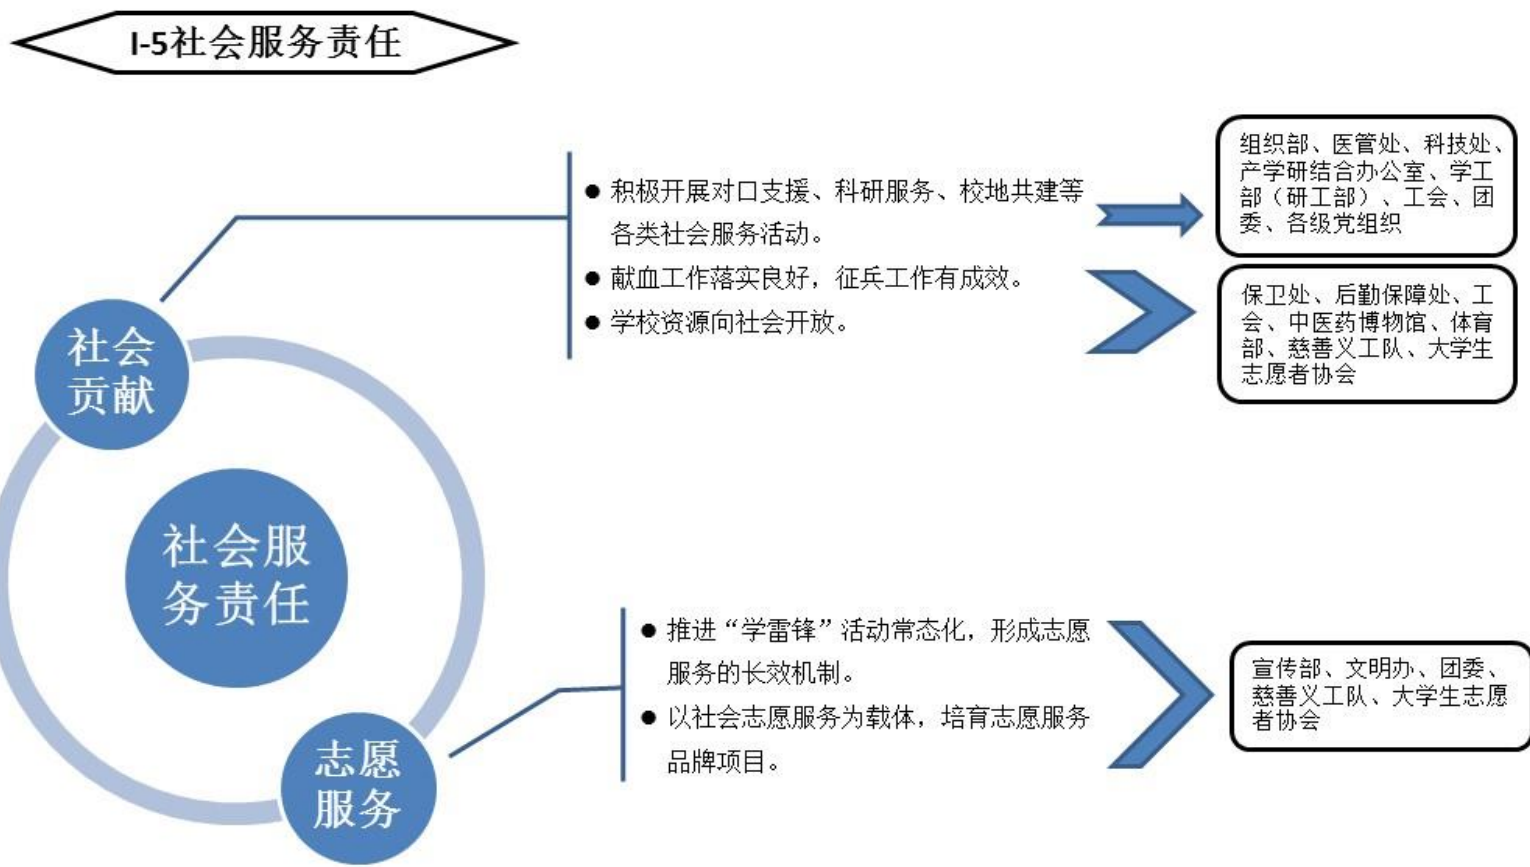 I-5社会服务责任
组织部、医管处、科技处、
产学研结合办公室、学工
部（研工部）、工会、团
委、各级党组织
● 积极开展对口支援、科研服务、校地共建等
各类社会服务活动。
● 献血工作落实良好，征兵工作有成效。
● 学校资源向社会开放。
保卫处、后勤保障处、工
会、中医药博物馆、体育
部、慈善义工队、大学生
志愿者协会
社会
贡献
社会服
务责任
● 推进“学雷锋”活动常态化，形成志愿
服务的长效机制。
● 以社会志愿服务为载体，培育志愿服务
品牌项目。
宣传部、文明办、团委、
慈善义工队、大学生志愿
者协会
志愿
服务